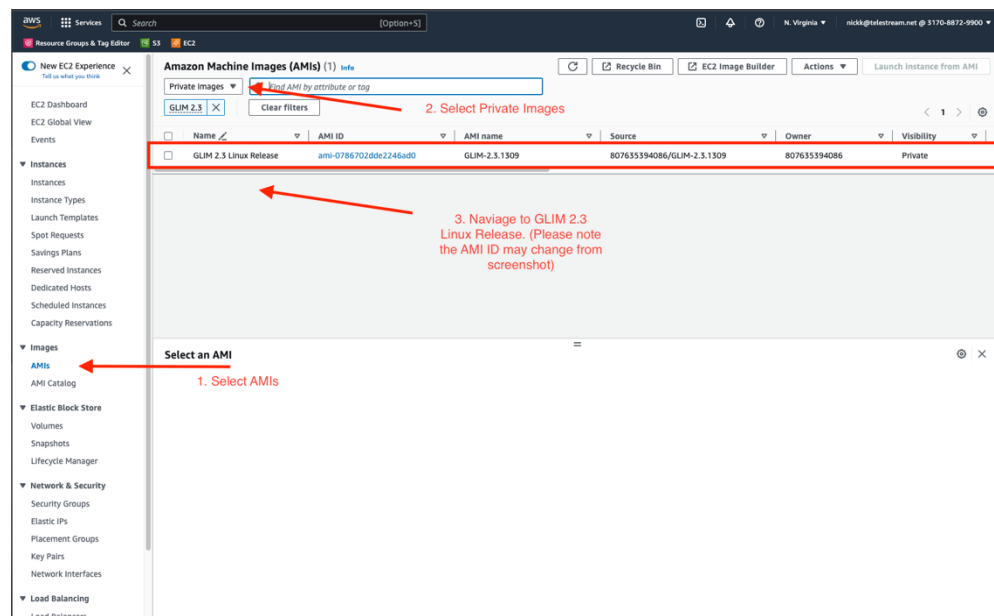 aws
Services
Search
[Option+S]
N. Virginia
nickk@telestream.net @ 3170-8872-9900
Resource Groups & Tag Editor
S3
EC2
New EC2 Experience
Tell us what you think
EC2 Dashboard
EC2 Global View
Events
Instances
Instances
Instance Types
Launch Templates
Spot Requests
Savings Plans
Reserved Instances
Dedicated Hosts
Scheduled Instances
Capacity Reservations
Images
AMIs
AMI Catalog
Elastic Block Store
Volumes
Snapshots
Lifecycle Manager
Network & Security
Security Groups
Elastic IPs
Placement Groups
Key Pairs
Network Interfaces
Load Balancing
Load Balancers
Amazon Machine Images (AMIs) (1) Info
Recycle Bin
EC2 Image Builder
Actions
Launch instance from AMI
Private images
Find AMI by attribute or tag
GLIM 2.3
Clear filters
2. Select Private Images
1
Name
AMI ID
AMI name
Source
Owner
Visibility
GLIM 2.3 Linux Release
ami-0786702dde2246ad0
GLIM-2.3.1309
807635394086/GLIM-2.3.1309
807635394086
Private
3. Naviage to GLIM 2.3
Linux Release. (Please note
the AMI ID may change from
screenshot)
Select an AMI
1. Select AMIs